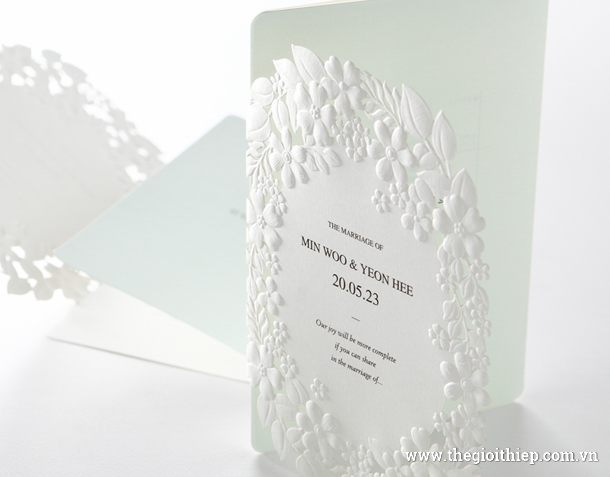 THE MARRIAGE OF
MIN WOO & YEON HEE
20.05.23
Our joy will be more complete
if you can share
in the marriage of...
www.thegioithiep.com.vn